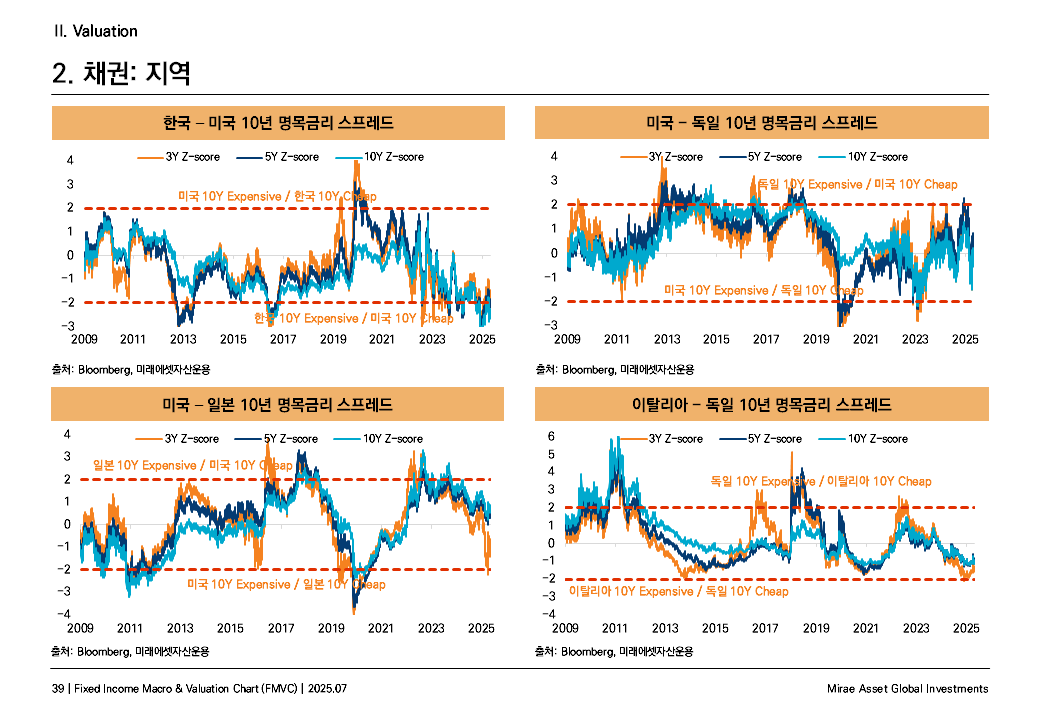 II. Valuation
2. 채권: 지역
한국 – 미국 10년 명목금리 스프레드
3Y Z-score 5Y Z-score 10Y Z-score
미국 10Y Expensive / 한국 10Y Cheap
4
3
2
1
0
−1
−2
−3
한국 10Y Expensive / 미국 10Y Cheap
2009 2011 2013 2015 2017 2019 2021 2023 2025
출처: Bloomberg, 미래에셋자산운용
미국 – 독일 10년 명목금리 스프레드
3Y Z-score 5Y Z-score 10Y Z-score
독일 10Y Expensive / 미국 10Y Cheap
4
3
2
1
0
−1
−2
−3
미국 10Y Expensive / 독일 10Y Cheap
2009 2011 2013 2015 2017 2019 2021 2023 2025
출처: Bloomberg, 미래에셋자산운용
미국 – 일본 10년 명목금리 스프레드
3Y Z-score 5Y Z-score 10Y Z-score
일본 10Y Expensive / 미국 10Y Cheap
4
3
2
1
0
−1
−2
−3
−4
미국 10Y Expensive / 일본 10Y Cheap
2009 2011 2013 2015 2017 2019 2021 2023 2025
출처: Bloomberg, 미래에셋자산운용
이탈리아 – 독일 10년 명목금리 스프레드
3Y Z-score 5Y Z-score 10Y Z-score
독일 10Y Expensive / 이탈리아 10Y Cheap
6
5
4
3
2
1
0
−1
−2
−3
−4
이탈리아 10Y Expensive / 독일 10Y Cheap
2009 2011 2013 2015 2017 2019 2021 2023 2025
출처: Bloomberg, 미래에셋자산운용
39 | Fixed Income Macro & Valuation Chart (FMVC) | 2025.07
Mirae Asset Global Investments